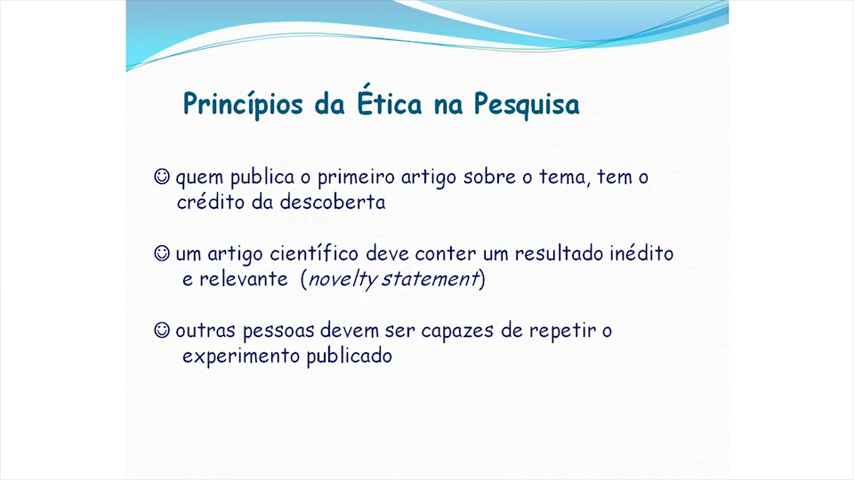 Princípios da Ética na Pesquisa
☺ quem publica o primeiro artigo sobre o tema, tem o
crédito da descoberta
☺ um artigo científico deve conter um resultado inédito
e relevante (novelty statement)
☺ outras pessoas devem ser capazes de repetir o
experimento publicado